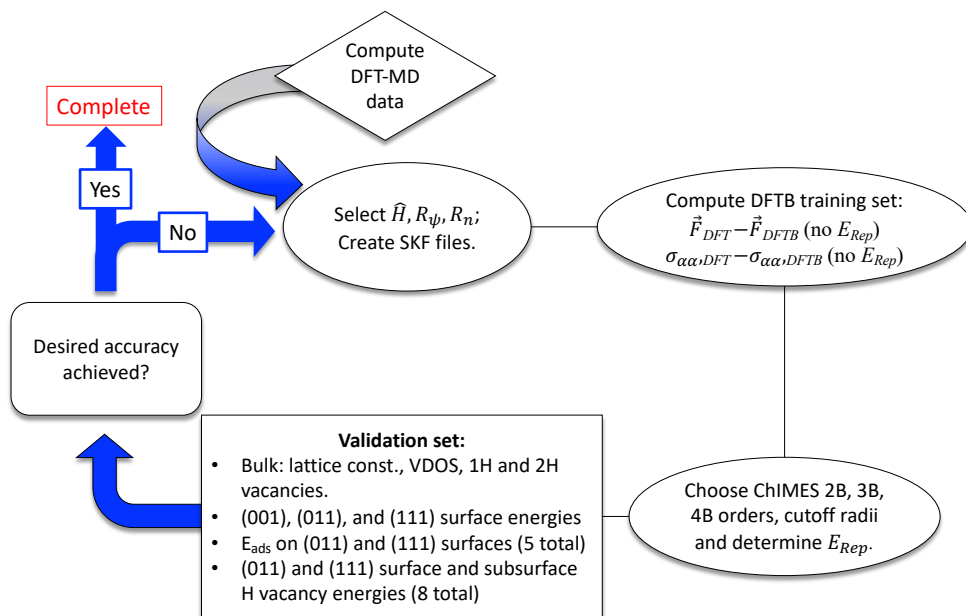 Compute
DFT-MD
data
Complete
Yes
No
Select Ĥ, R_ψ, R_n;
Create SKF files.
Compute DFTB training set:
F⃗_DFT−F⃗_DFTB (no E_Rep)
σ_αα,DFT−σ_αα,DFTB (no E_Rep)
Desired accuracy
achieved?
Validation set:
• Bulk: lattice const., VDOS, 1H and 2H
vacancies.
• (001), (011), and (111) surface energies
• E_ads on (011) and (111) surfaces (5 total)
• (011) and (111) surface and subsurface
H vacancy energies (8 total)
Choose ChIMES 2B, 3B,
4B orders, cutoff radii
and determine E_Rep.